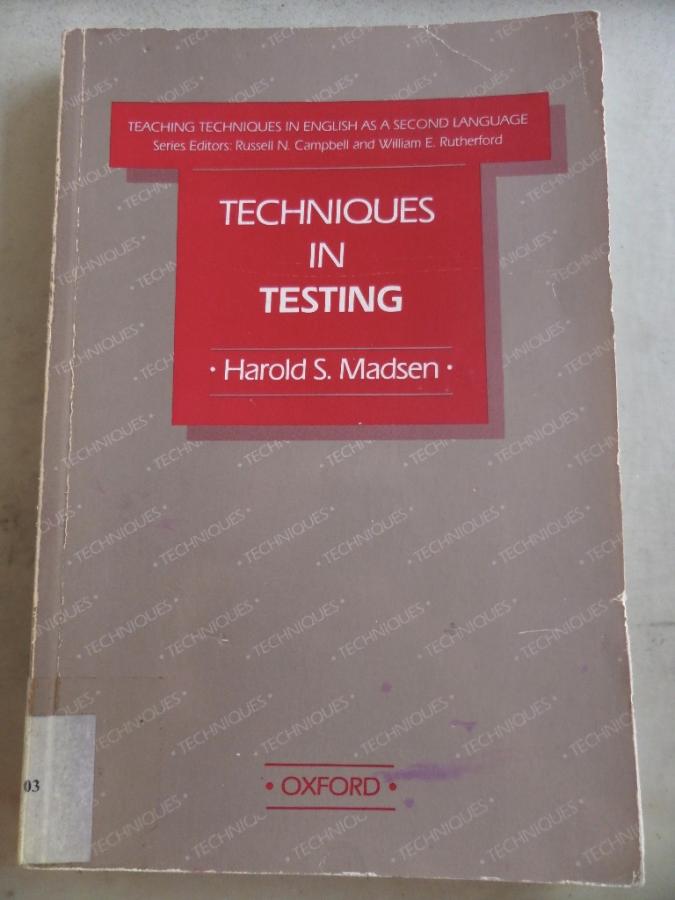 TEACHING TECHNIQUES IN ENGLISH AS A SECOND LANGUAGE
Series Editors: Russell N. Campbell and William E. Rutherford
TECHNIQUES
IN
TESTING
• Harold S. Madsen •
• OXFORD •
03
• TECHNIQUES •